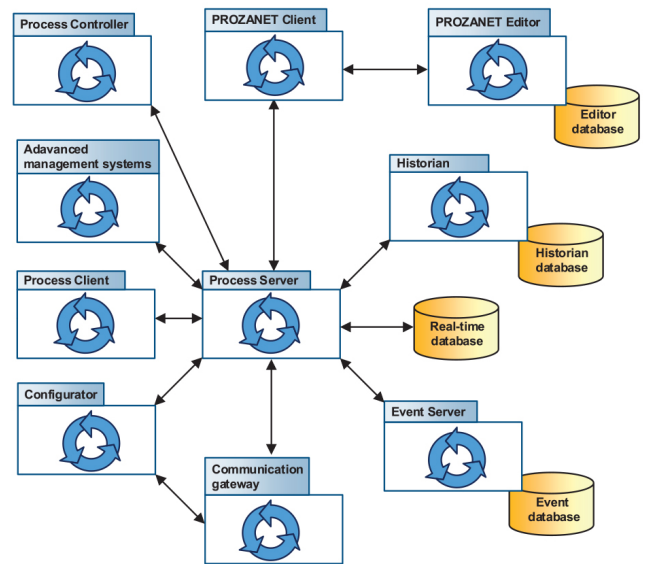 Process Controller
PROZANET Client
PROZANET Editor
Editor
database
Adavanced
management systems
Historian
Historian
database
Process Client
Process Server
Real-time
database
Configurator
Event Server
Communication
gateway
Event
database